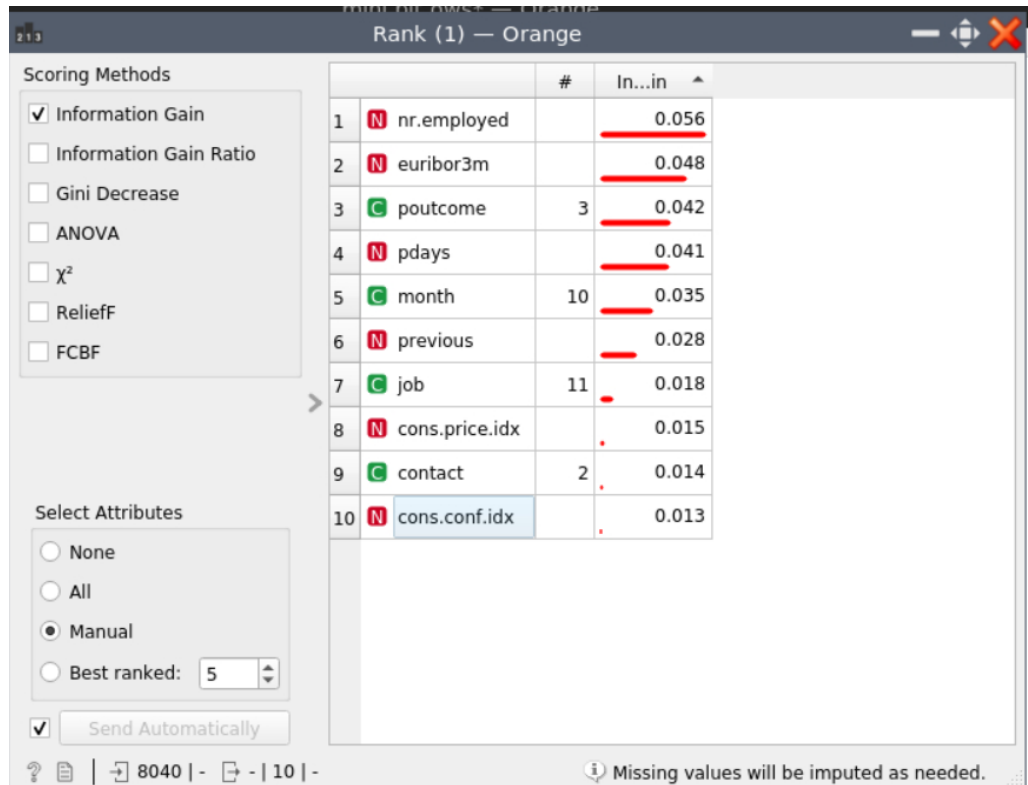 Rank (1) — Orange
Scoring Methods
Information Gain
Information Gain Ratio
Gini Decrease
ANOVA
χ²
ReliefF
FCBF
Select Attributes
None
All
Manual
Best ranked: 5
Send Automatically
# In...in
1 N nr.employed 0.056
2 N euribor3m 0.048
3 C poutcome 3 0.042
4 N pdays 0.041
5 C month 10 0.035
6 N previous 0.028
7 C job 11 0.018
8 N cons.price.idx 0.015
9 C contact 2 0.014
10 N cons.conf.idx 0.013
? 8040 | - - | 10 | -
Missing values will be imputed as needed.